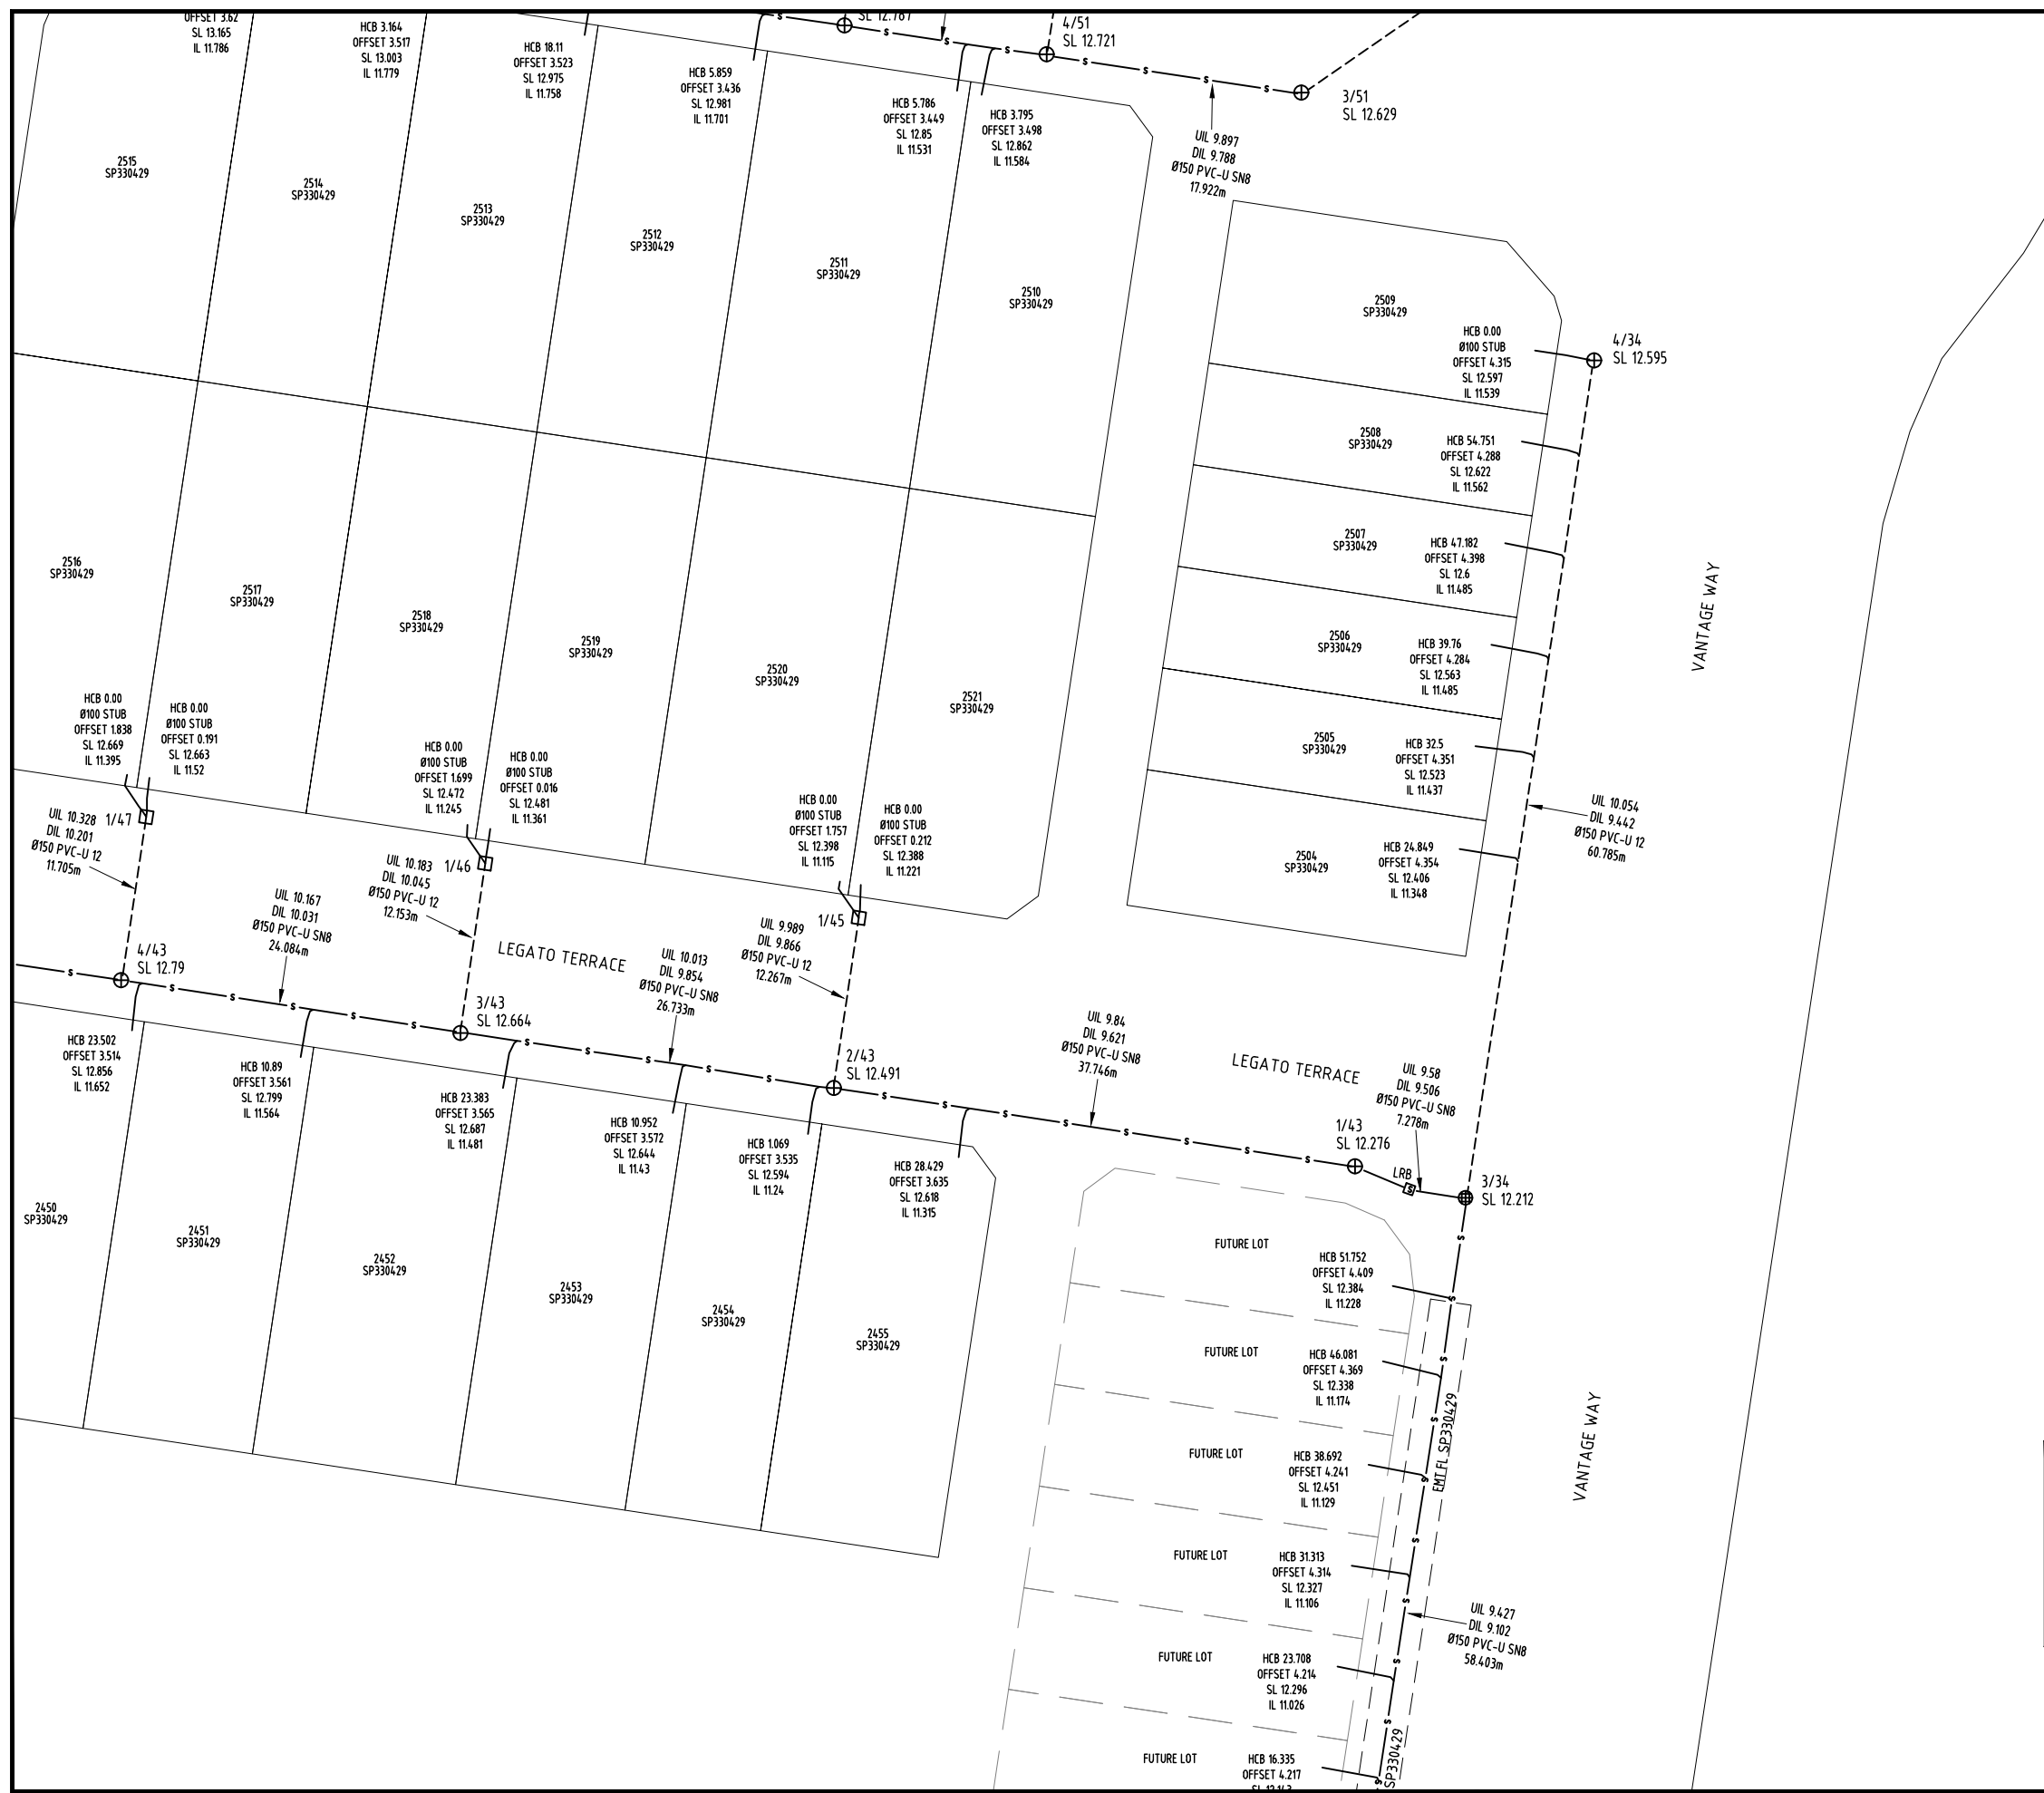 OFFSET 3.62
SL 13.165
IL 11.786
HCB 3.164
OFFSET 3.517
SL 13.003
IL 11.779
HCB 18.11
OFFSET 3.523
SL 12.975
IL 11.758
HCB 5.859
OFFSET 3.436
SL 12.981
IL 11.701
SL 12.787
HCB 5.786
OFFSET 3.449
SL 12.85
IL 11.531
HCB 3.795
OFFSET 3.498
SL 12.862
IL 11.584
4/51
SL 12.721
3/51
SL 12.629
UIL 9.897
DIL 9.788
Ø150 PVC-U SN8
17.922m
2515
SP330429
2514
SP330429
2513
SP330429
2512
SP330429
2511
SP330429
2510
SP330429
2509
SP330429
HCB 0.00
Ø100 STUB
OFFSET 4.315
SL 12.597
IL 11.539
4/34
SL 12.595
2508
SP330429
HCB 54.751
OFFSET 4.288
SL 12.622
IL 11.562
2507
SP330429
HCB 47.182
OFFSET 4.398
SL 12.6
IL 11.485
2506
SP330429
HCB 39.76
OFFSET 4.284
SL 12.563
IL 11.485
2505
SP330429
HCB 32.5
OFFSET 4.351
SL 12.523
IL 11.437
2504
SP330429
HCB 24.849
OFFSET 4.354
SL 12.406
IL 11.348
VANTAGE WAY
UIL 10.054
DIL 9.442
Ø150 PVC-U 12
60.785m
2516
SP330429
2517
SP330429
2518
SP330429
2519
SP330429
2520
SP330429
2521
SP330429
HCB 0.00
Ø100 STUB
OFFSET 1.838
SL 12.669
IL 11.395
HCB 0.00
Ø100 STUB
OFFSET 0.191
SL 12.663
IL 11.52
HCB 0.00
Ø100 STUB
OFFSET 1.699
SL 12.472
IL 11.245
HCB 0.00
Ø100 STUB
OFFSET 0.016
SL 12.481
IL 11.361
HCB 0.00
Ø100 STUB
OFFSET 1.757
SL 12.398
IL 11.115
HCB 0.00
Ø100 STUB
OFFSET 0.212
SL 12.388
IL 11.221
UIL 10.328
DIL 10.201
Ø150 PVC-U 12
11.705m
1/47
UIL 10.183
DIL 10.045
Ø150 PVC-U 12
12.153m
1/46
UIL 9.989
DIL 9.866
Ø150 PVC-U 12
12.267m
1/45
UIL 10.167
DIL 10.031
Ø150 PVC-U SN8
24.084m
4/43
SL 12.79
LEGATO TERRACE
UIL 10.013
DIL 9.854
Ø150 PVC-U SN8
26.733m
3/43
SL 12.664
2/43
SL 12.491
UIL 9.84
DIL 9.621
Ø150 PVC-U SN8
37.746m
LEGATO TERRACE
UIL 9.58
DIL 9.506
Ø150 PVC-U SN8
7.278m
1/43
SL 12.276
LRB
3/34
SL 12.212
HCB 23.502
OFFSET 3.514
SL 12.856
IL 11.652
HCB 10.89
OFFSET 3.561
SL 12.799
IL 11.564
HCB 23.383
OFFSET 3.565
SL 12.687
IL 11.481
HCB 10.952
OFFSET 3.572
SL 12.644
IL 11.43
HCB 1.069
OFFSET 3.535
SL 12.594
IL 11.24
HCB 28.429
OFFSET 3.635
SL 12.618
IL 11.315
2450
SP330429
2451
SP330429
2452
SP330429
2453
SP330429
2454
SP330429
2455
SP330429
FUTURE LOT
HCB 51.752
OFFSET 4.409
SL 12.384
IL 11.228
FUTURE LOT
HCB 46.081
OFFSET 4.369
SL 12.338
IL 11.174
FUTURE LOT
HCB 38.692
OFFSET 4.241
SL 12.451
IL 11.129
FUTURE LOT
HCB 31.313
OFFSET 4.314
SL 12.327
IL 11.106
FUTURE LOT
HCB 23.708
OFFSET 4.214
SL 12.296
IL 11.026
FUTURE LOT
HCB 16.335
OFFSET 4.217
SL 12.143
EMT FL SP330429
VANTAGE WAY
UIL 9.427
DIL 9.102
Ø150 PVC-U SN8
58.403m
SP330429